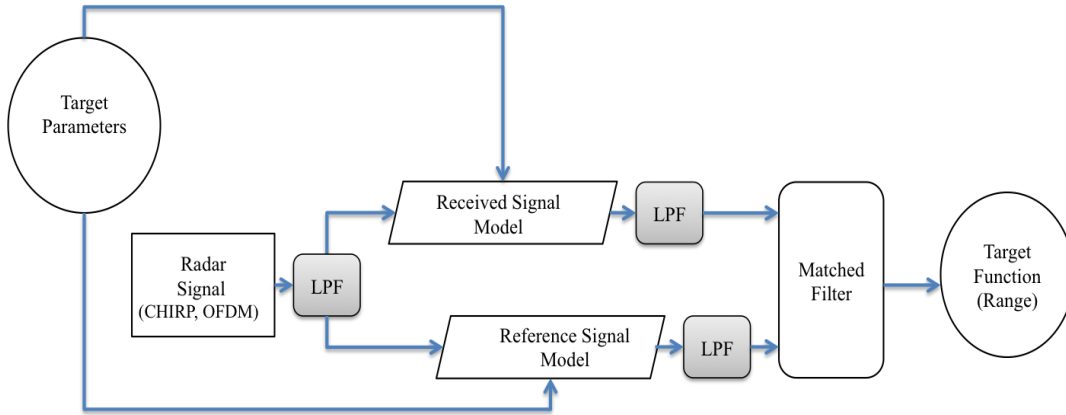 Target
Parameters
Received Signal
Model
LPF
Radar
Signal
(CHIRP, OFDM)
LPF
Reference Signal
Model
LPF
Matched
Filter
Target
Function
(Range)